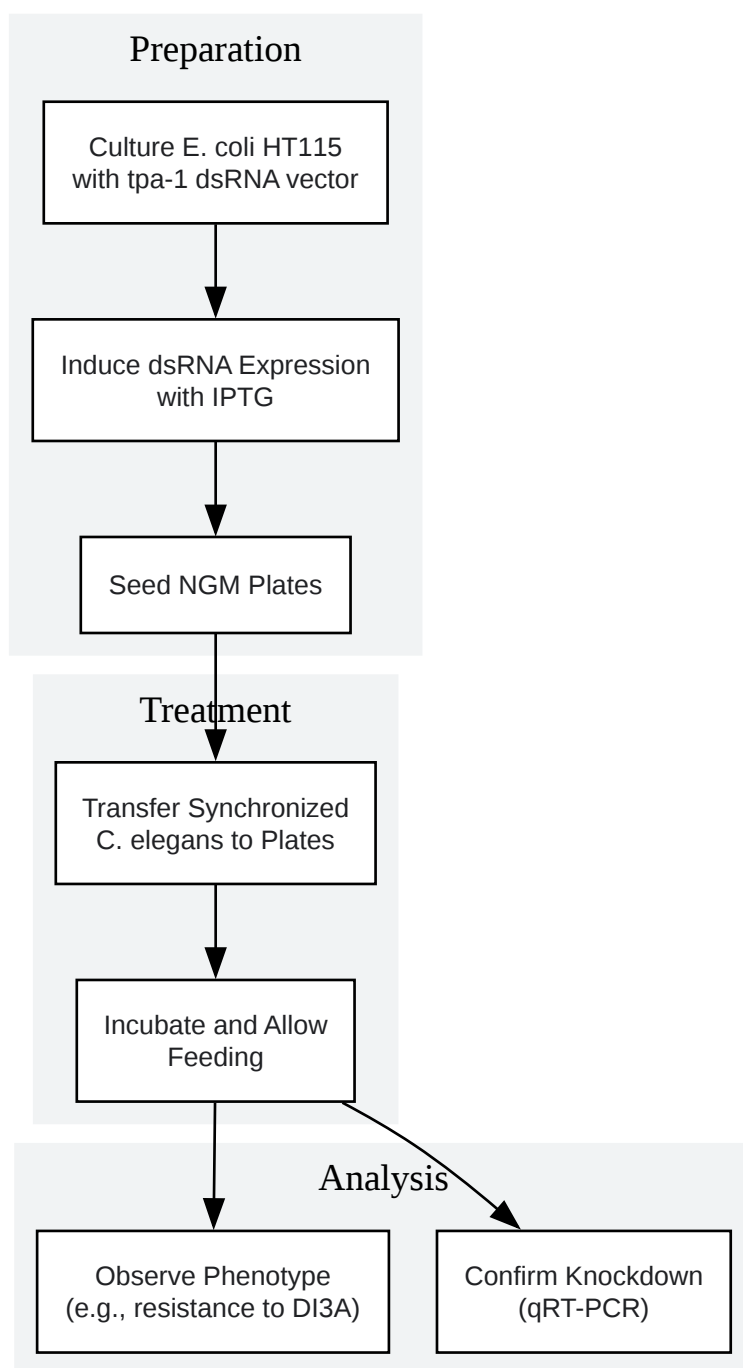 Preparation
Culture E. coli HT115
with tpa-1 dsRNA vector
Induce dsRNA Expression
with IPTG
Seed NGM Plates
Treatment
Transfer Synchronized
C. elegans to Plates
Incubate and Allow
Feeding
Analysis
Observe Phenotype
(e.g., resistance to DI3A)
Confirm Knockdown
(qRT-PCR)